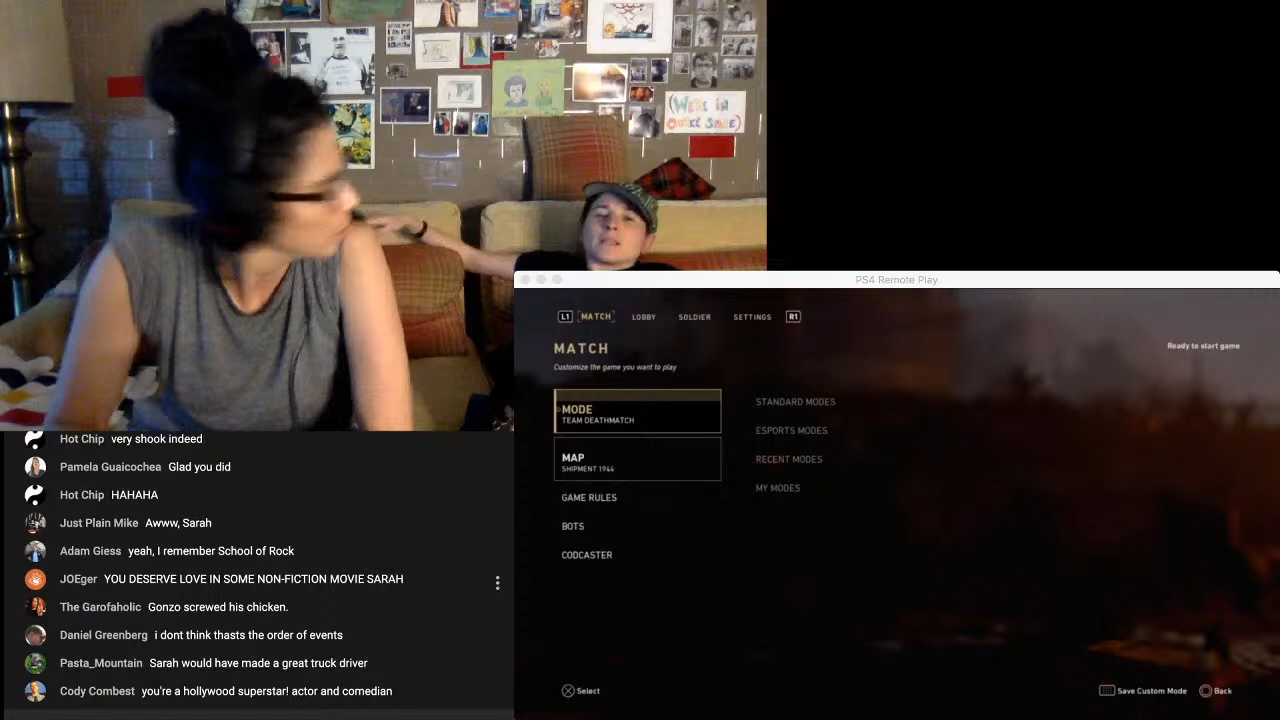 (WE'RE IN
OUTER SPACE)
PS4 Remote Play
L1 MATCH LOBBY SOLDIER SETTINGS R1
MATCH
Ready to start game
Customize the game you want to play
MODE
TEAM DEATHMATCH
MAP
SHIPMENT 1944
GAME RULES
BOTS
CODCASTER
STANDARD MODES
ESPORTS MODES
RECENT MODES
MY MODES
Select
Save Custom Mode
Back
Hot Chip very shook indeed
Pamela Guaicochea Glad you did
Hot Chip HAHAHA
Just Plain Mike Awww, Sarah
Adam Giess yeah, I remember School of Rock
JOEger YOU DESERVE LOVE IN SOME NON-FICTION MOVIE SARAH
The Garofaholic Gonzo screwed his chicken.
Daniel Greenberg i dont think thasts the order of events
Pasta_Mountain Sarah would have made a great truck driver
Cody Combest you're a hollywood superstar! actor and comedian